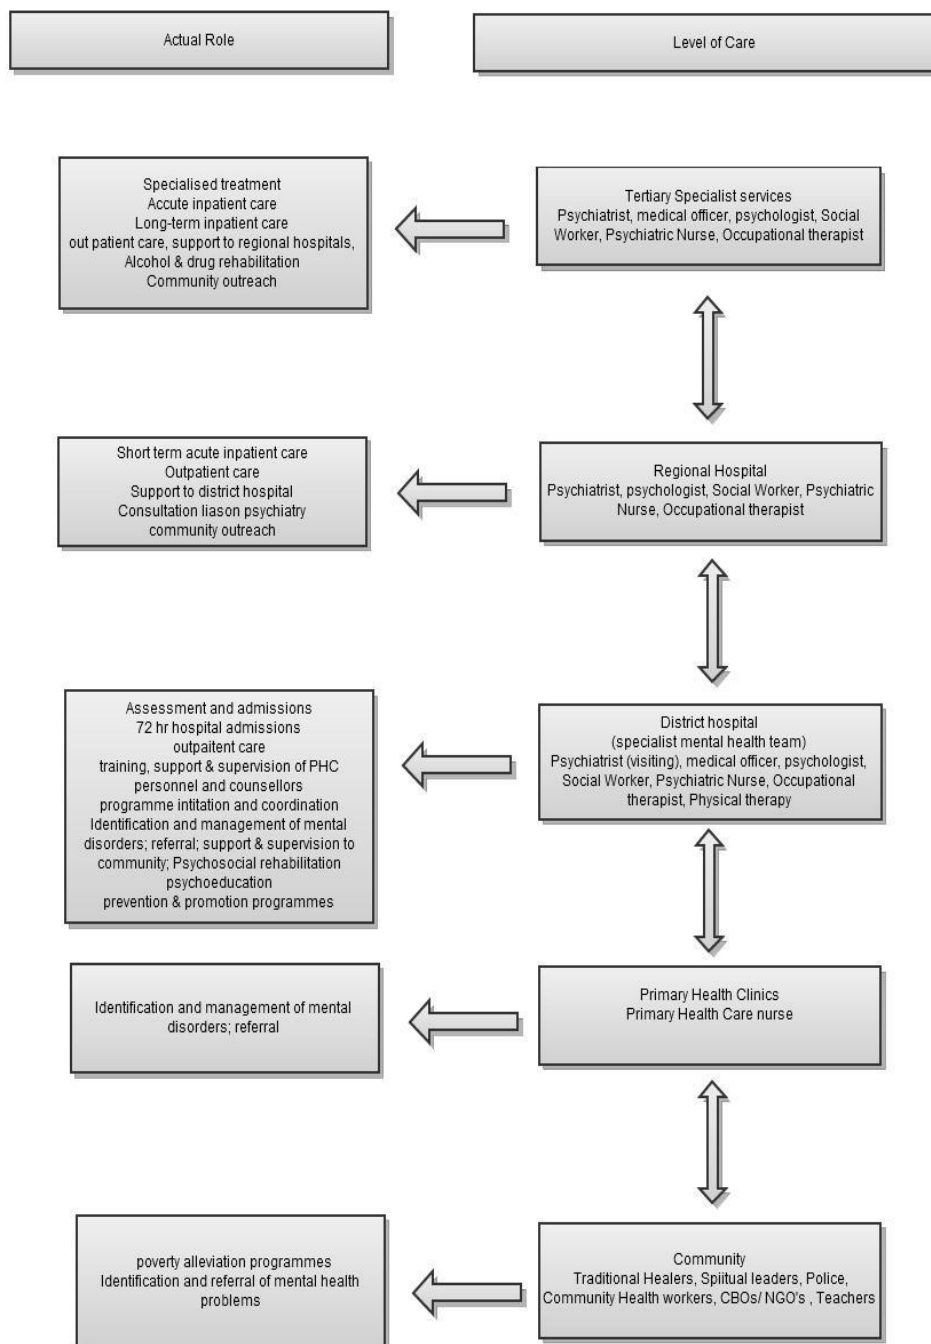 Actual Role
Level of Care
Specialised treatment
Accute inpatient care
Long-term inpatient care
out patient care, support to regional hospitals,
Alcohol & drug rehabilitation
Community outreach
Tertiary Specialist services
Psychiatrist, medical officer, psychologist, Social
Worker, Psychiatric Nurse, Occupational therapist
Short term acute inpatient care
Outpatient care
Support to district hospital
Consultation liason psychiatry
community outreach
Regional Hospital
Psychiatrist, psychologist, Social Worker, Psychiatric
Nurse, Occupational therapist
Assessment and admissions
72 hr hospital admissions
outpaitent care
training, support & supervision of PHC
personnel and counsellors
programme intitation and coordination
Identification and management of mental
disorders; referral; support & supervision to
community; Psychosocial rehabilitation
psychoeducation
prevention & promotion programmes
District hospital
(specialist mental health team)
Psychiatrist (visiting), medical officer, psychologist,
Social Worker, Psychiatric Nurse, Occupational
therapist, Physical therapy
Identification and management of mental
disorders; referral
Primary Health Clinics
Primary Health Care nurse
poverty alleviation programmes
Identification and referral of mental health
problems
Community
Traditional Healers, Spiitual leaders, Police,
Community Health workers, CBOs/ NGO's , Teachers